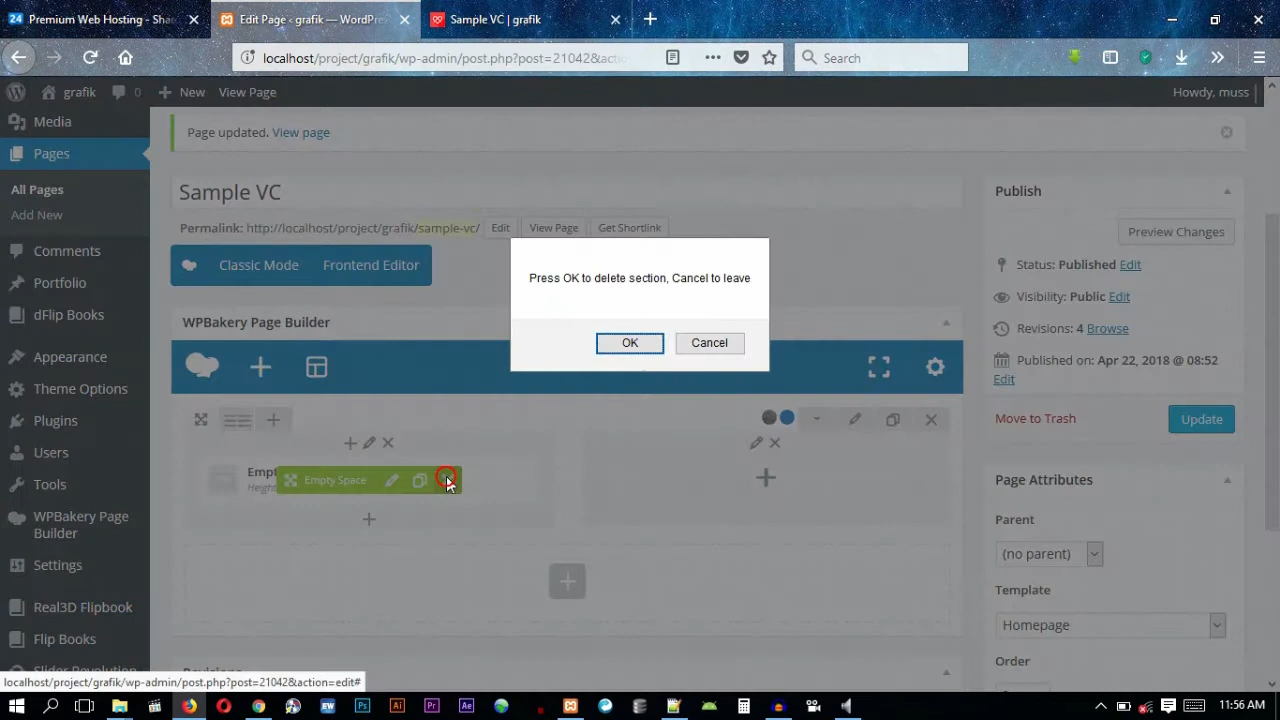 Premium Web Hosting - Sha
Edit Page ‹ grafik — WordPre
Sample VC | grafik
localhost/project/grafik/wp-admin/post.php?post=21042&actio
Search
grafik
0
New
View Page
Howdy, muss
Media
Pages
All Pages
Add New
Comments
Portfolio
dFlip Books
Appearance
Theme Options
Plugins
Users
Tools
WPBakery Page
Builder
Settings
Real3D Flipbook
Flip Books
Slider Revolution
Page updated. View page
Sample VC
Permalink: http://localhost/project/grafik/sample-vc/
Edit
View Page
Get Shortlink
Classic Mode
Frontend Editor
WPBakery Page Builder
Press OK to delete section, Cancel to leave
OK
Cancel
Empt
Height
Empty Space
Revisions
Publish
Preview Changes
Status: Published Edit
Visibility: Public Edit
Revisions: 4 Browse
Published on: Apr 22, 2018 @ 08:52
Edit
Move to Trash
Update
Page Attributes
Parent
(no parent)
Template
Homepage
Order
localhost/project/grafik/wp-admin/post.php?post=21042&action=edit#
11:56 AM